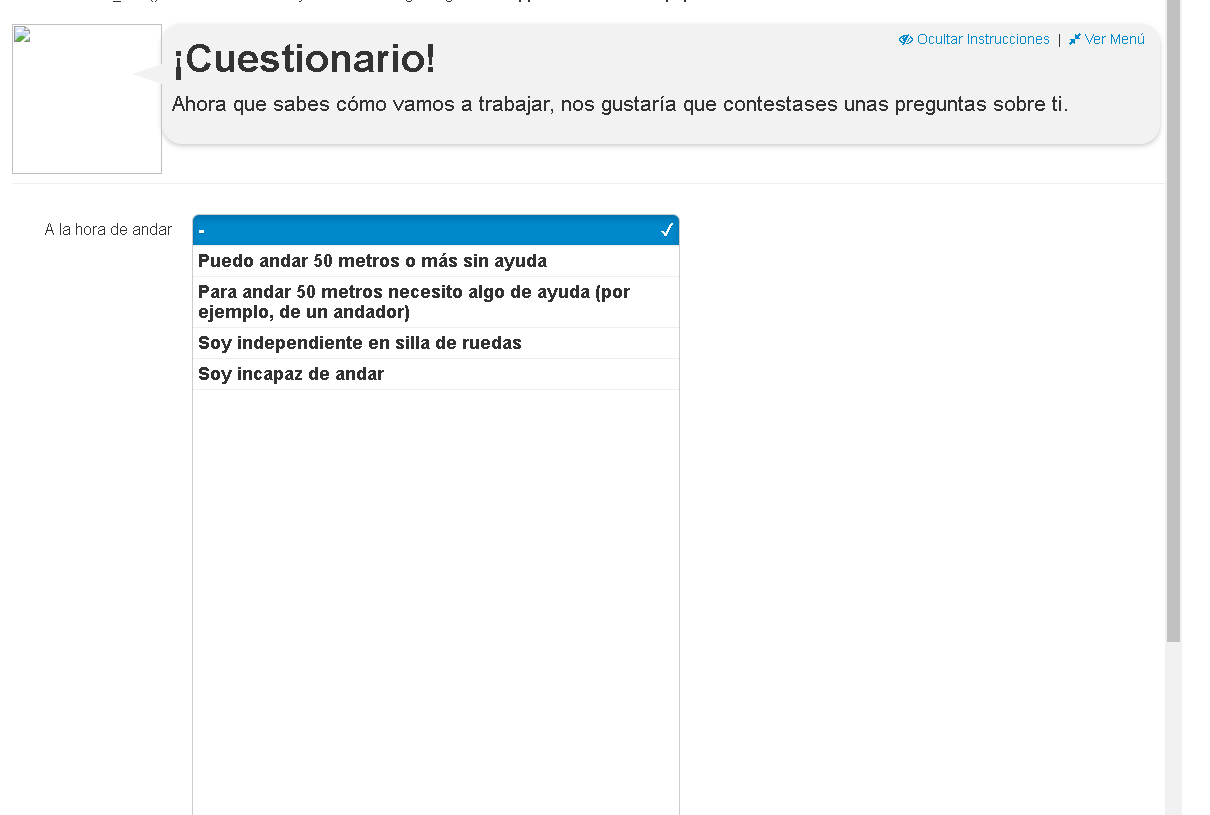 Ocultar Instrucciones | Ver Menú
¡Cuestionario!
Ahora que sabes cómo vamos a trabajar, nos gustaría que contestases unas preguntas sobre ti.
A la hora de andar
-
Puedo andar 50 metros o más sin ayuda
Para andar 50 metros necesito algo de ayuda (por
ejemplo, de un andador)
Soy independiente en silla de ruedas
Soy incapaz de andar